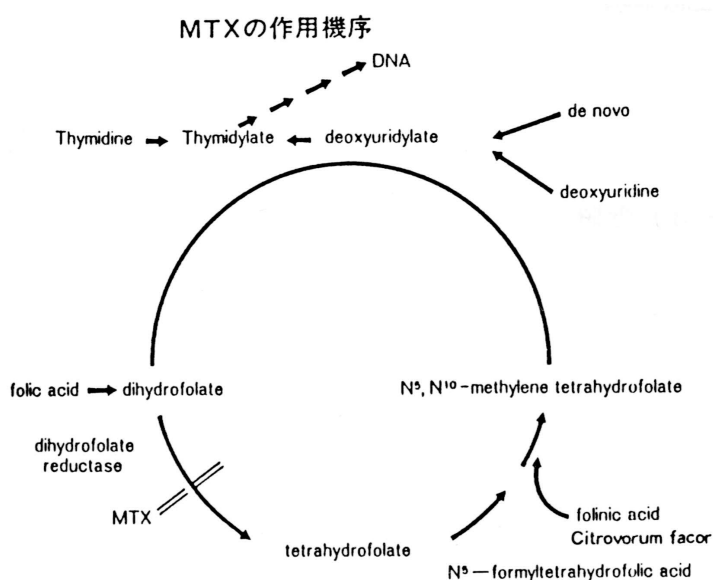 MTXの作用機序
DNA
de novo
Thymidine Thymidylate deoxyuridylate
deoxyuridine
folic acid dihydrofolate
N⁵, N¹⁰-methylene tetrahydrofolate
dihydrofolate
reductase
MTX
tetrahydrofolate
folinic acid
Citrovorum facor
N⁵-formyltetrahydrofolic acid